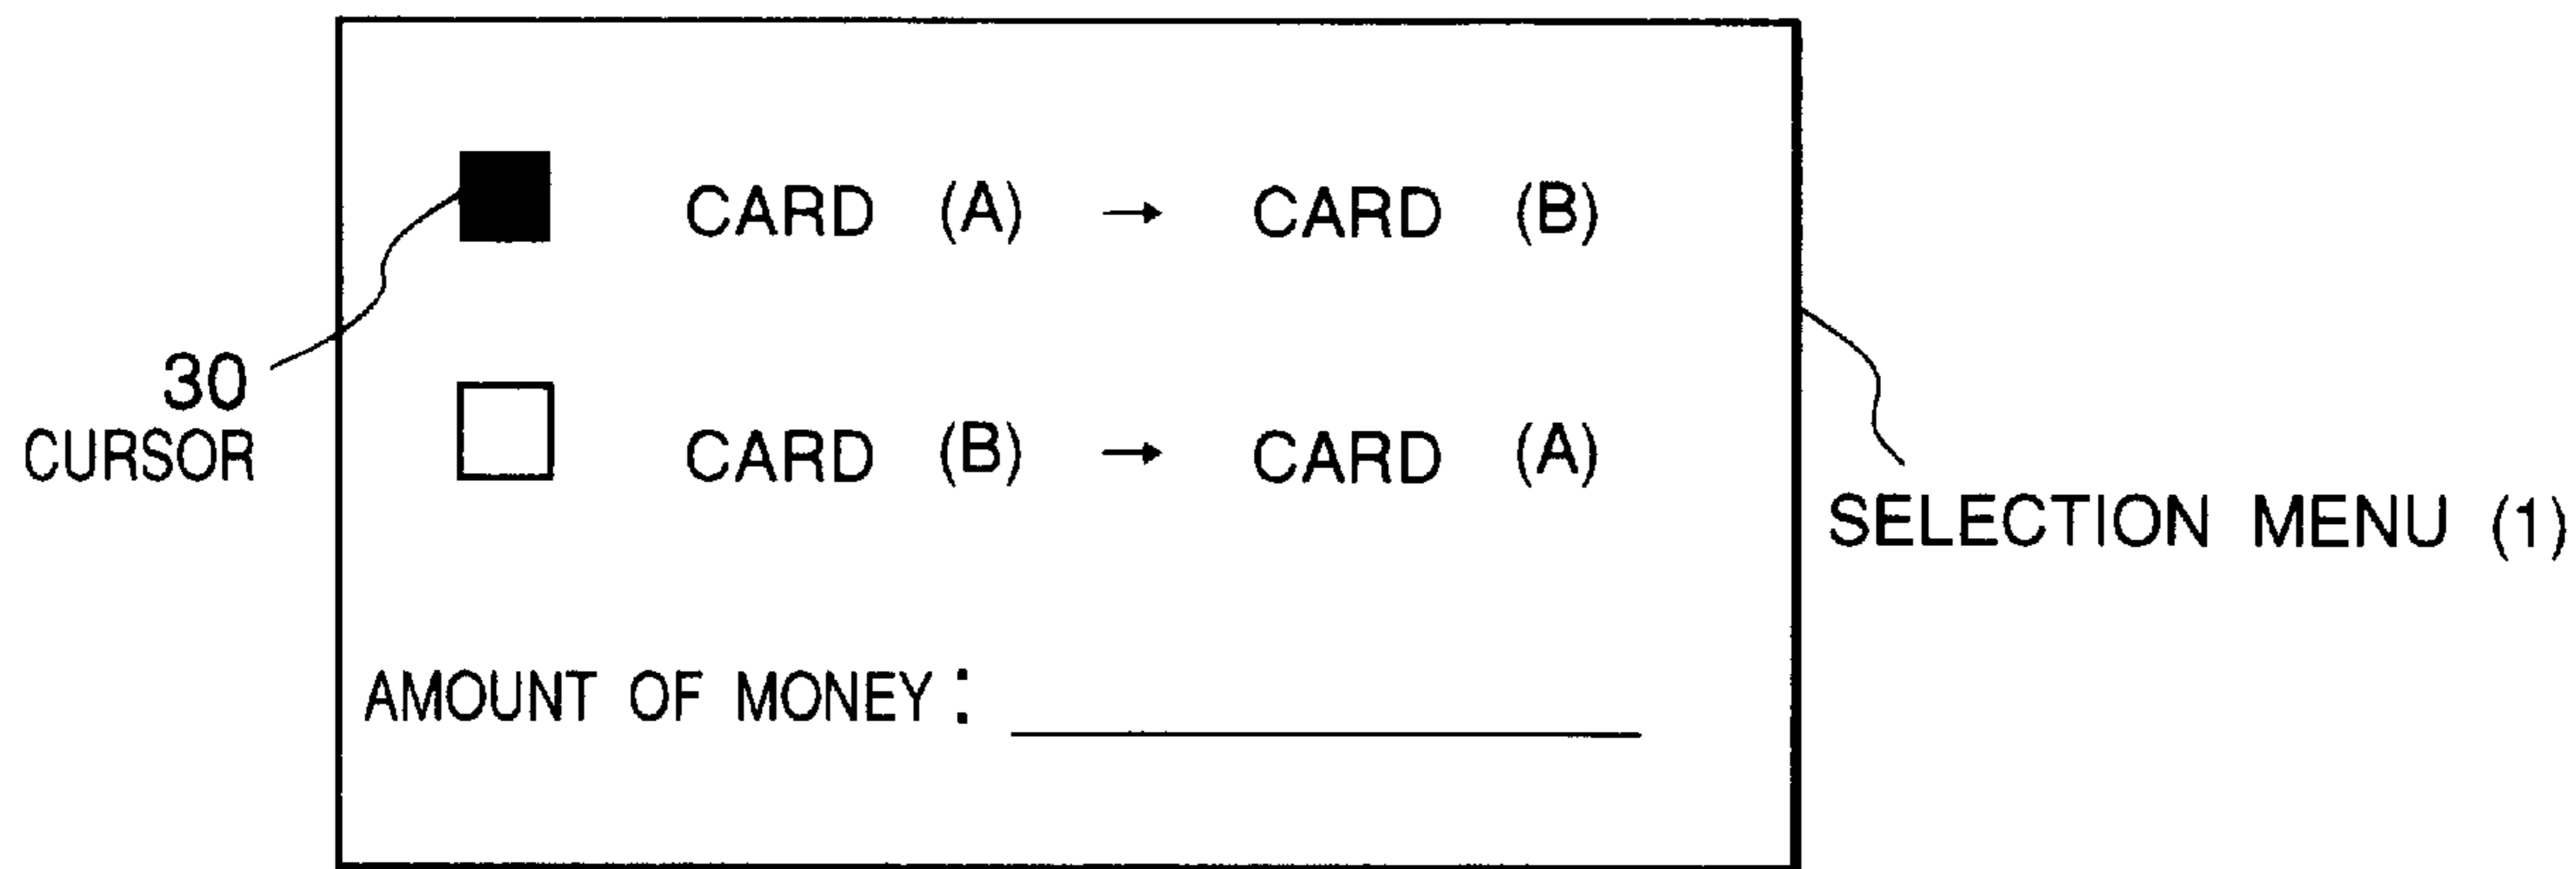 CARD (A) → CARD (B)
30
CURSOR
CARD (B) → CARD (A)
SELECTION MENU (1)
AMOUNT OF MONEY: